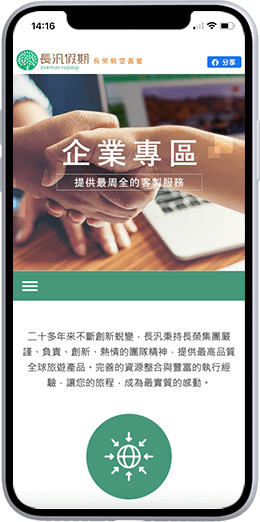 14:16
長汎假期
EverFun Holiday
長榮航空直營
分享
企業專區
提供最周全的客製服務
二十多年來不斷創新蛻變，長汎秉持長榮集團嚴
謹、負責、創新、熱情的團隊精神，提供最高品質
全球旅遊產品。完善的資源整合與豐富的執行經
驗，讓您的旅程，成為最實質的感動。